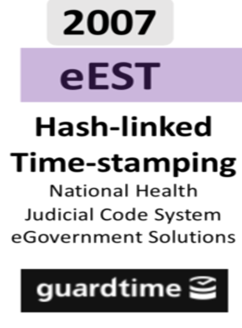 2007
eEST
Hash-linked
Time-stamping
National Health
Judicial Code System
eGovernment Solutions
guardtime